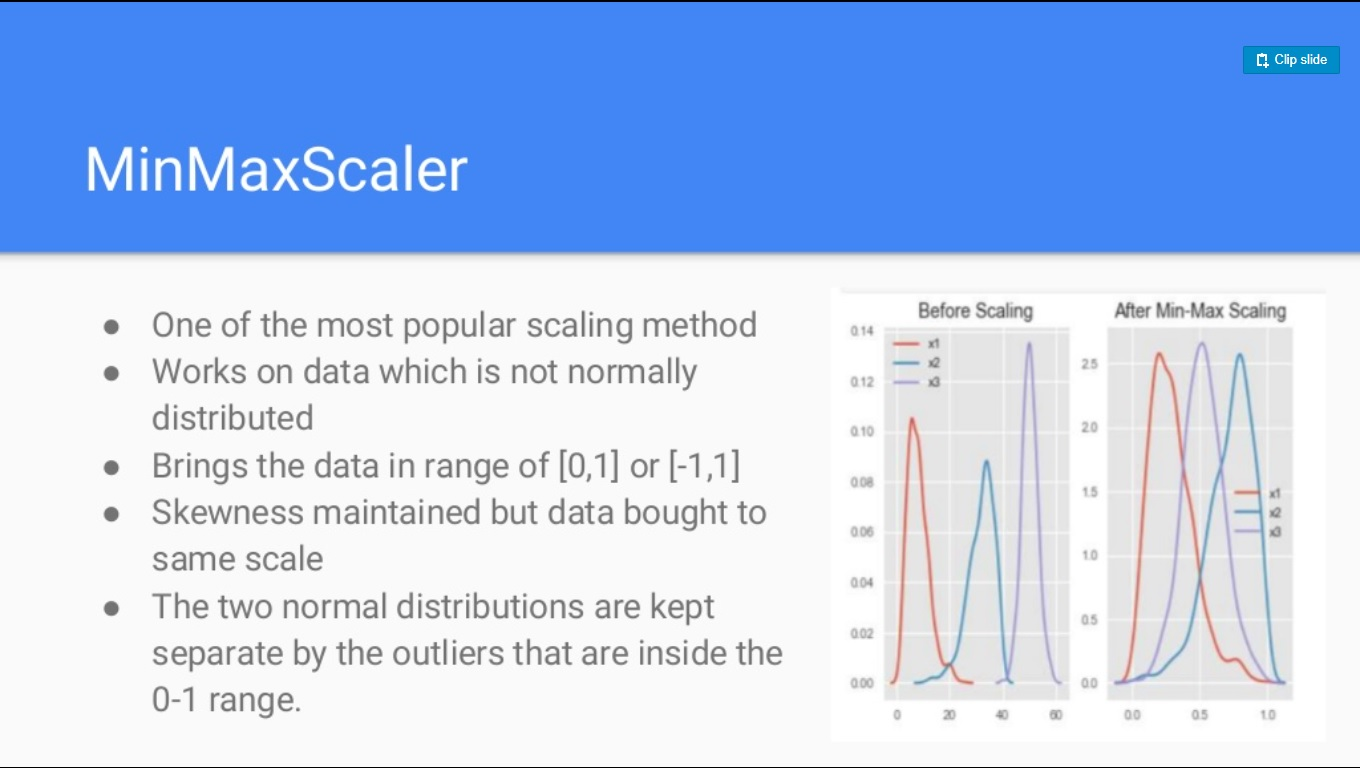 Clip slide
MinMaxScaler
● One of the most popular scaling method
● Works on data which is not normally
distributed
● Brings the data in range of [0,1] or [-1,1]
● Skewness maintained but data bought to
same scale
● The two normal distributions are kept
separate by the outliers that are inside the
0-1 range.
Before Scaling
0.14
0.12
0.10
0.08
0.06
0.04
0.02
0.00
x1
x2
x3
0 20 40 60
After Min-Max Scaling
2.5
2.0
1.5
1.0
0.5
0.0
x1
x2
x3
0.0 0.5 1.0